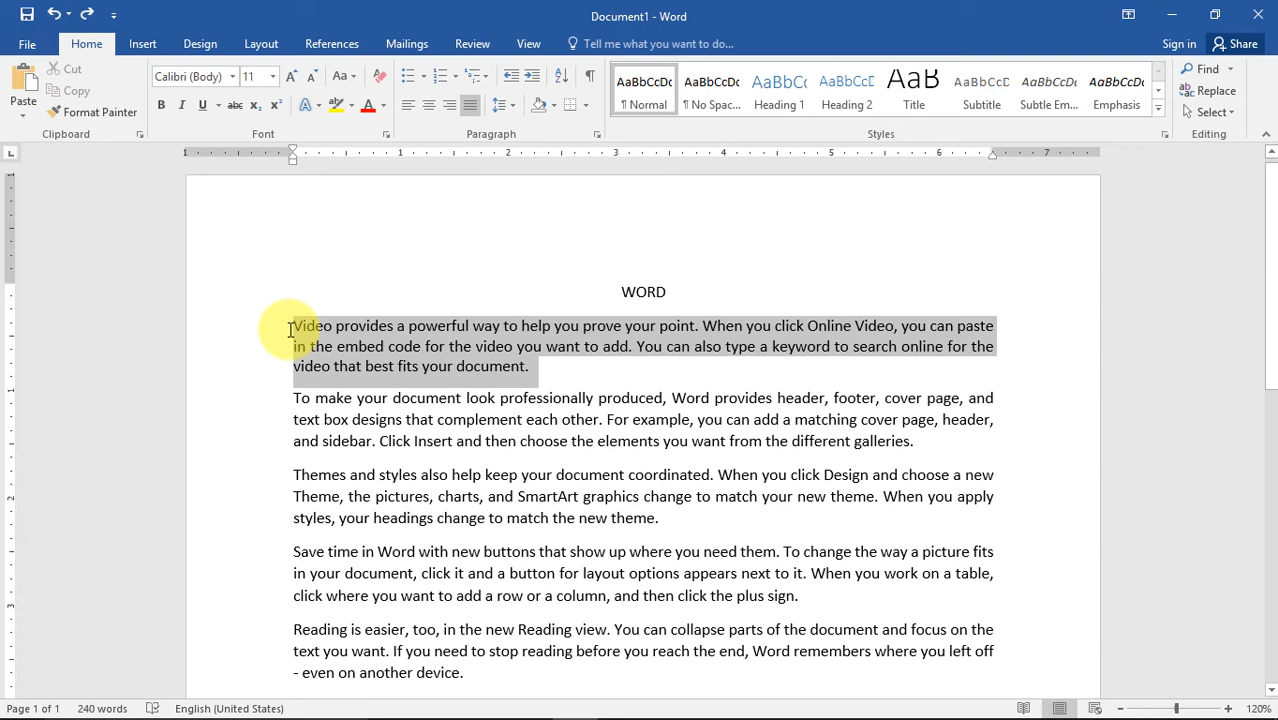 Document1 - Word
File Home Insert Design Layout References Mailings Review View Tell me what you want to do... Sign in Share
Paste Cut Copy Format Painter
Calibri (Body) 11 Aa
B I U abc x₂ x² A A
AaBbCcDc AaBbCcDc AaBbCc AaBbCcC AaB AaBbCcD AaBbCcDt AaBbCcDt
¶ Normal ¶ No Spac... Heading 1 Heading 2 Title Subtitle Subtle Em... Emphasis
Find Replace Select
Clipboard Font Paragraph Styles Editing
1 1 2 3 4 5 6 7
WORD
Video provides a powerful way to help you prove your point. When you click Online Video, you can paste
in the embed code for the video you want to add. You can also type a keyword to search online for the
video that best fits your document.
To make your document look professionally produced, Word provides header, footer, cover page, and
text box designs that complement each other. For example, you can add a matching cover page, header,
and sidebar. Click Insert and then choose the elements you want from the different galleries.
Themes and styles also help keep your document coordinated. When you click Design and choose a new
Theme, the pictures, charts, and SmartArt graphics change to match your new theme. When you apply
styles, your headings change to match the new theme.
Save time in Word with new buttons that show up where you need them. To change the way a picture fits
in your document, click it and a button for layout options appears next to it. When you work on a table,
click where you want to add a row or a column, and then click the plus sign.
Reading is easier, too, in the new Reading view. You can collapse parts of the document and focus on the
text you want. If you need to stop reading before you reach the end, Word remembers where you left off
- even on another device.
Page 1 of 1 240 words English (United States) 120%